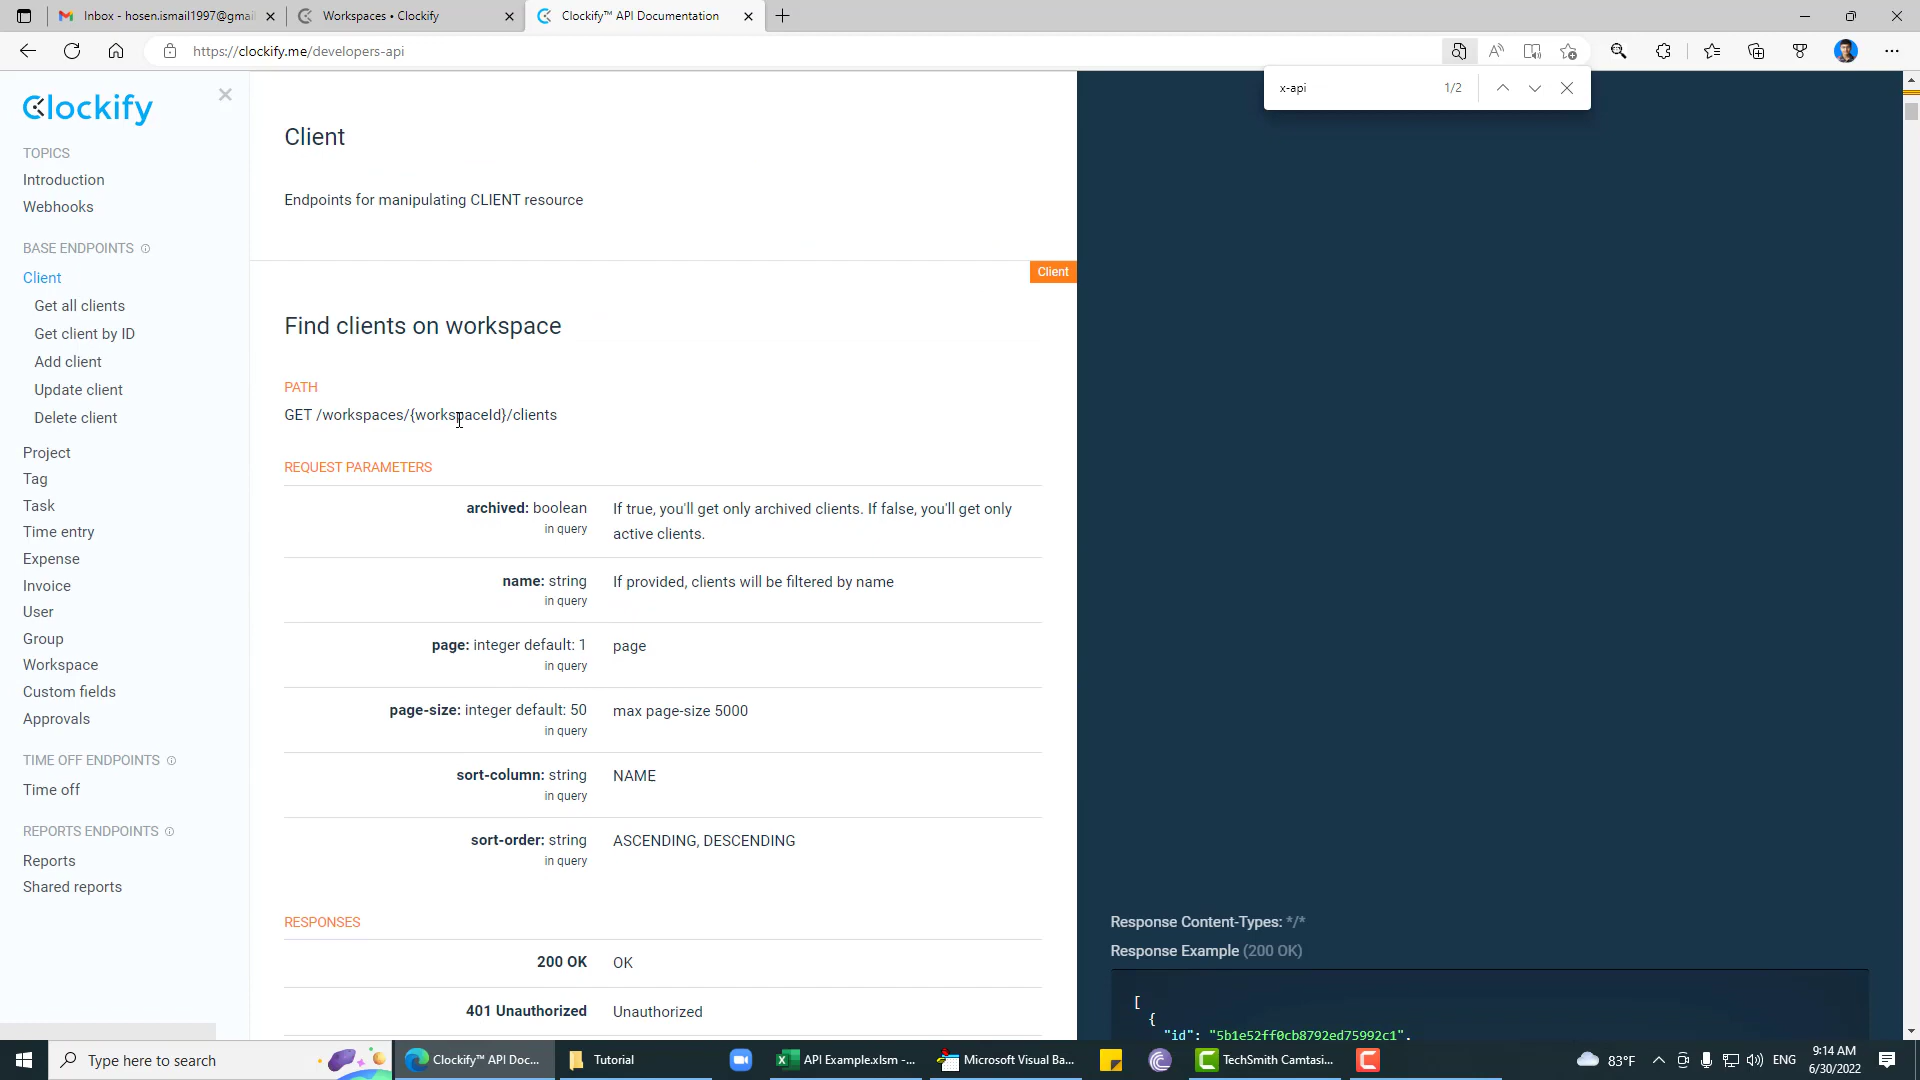 Inbox - hosen.ismail1997@gmai
Workspaces • Clockify
Clockify™ API Documentation
https://clockify.me/developers-api
x-api
1/2
Clockify
TOPICS
Introduction
Webhooks
BASE ENDPOINTS
Client
Get all clients
Get client by ID
Add client
Update client
Delete client
Project
Tag
Task
Time entry
Expense
Invoice
User
Group
Workspace
Custom fields
Approvals
TIME OFF ENDPOINTS
Time off
REPORTS ENDPOINTS
Reports
Shared reports
Client
Endpoints for manipulating CLIENT resource
Client
Find clients on workspace
PATH
GET /workspaces/{workspaceId}/clients
REQUEST PARAMETERS
archived: boolean
in query
If true, you'll get only archived clients. If false, you'll get only
active clients.
name: string
in query
If provided, clients will be filtered by name
page: integer default: 1
in query
page
page-size: integer default: 50
in query
max page-size 5000
sort-column: string
in query
NAME
sort-order: string
in query
ASCENDING, DESCENDING
RESPONSES
200 OK
OK
401 Unauthorized
Unauthorized
Response Content-Types: */*
Response Example (200 OK)
[
{
"id": "5b1e52ff0cb8792ed75992c1",
Type here to search
Clockify™ API Doc...
Tutorial
API Example.xlsm -...
Microsoft Visual Ba...
TechSmith Camtasi...
83°F
ENG
9:14 AM
6/30/2022